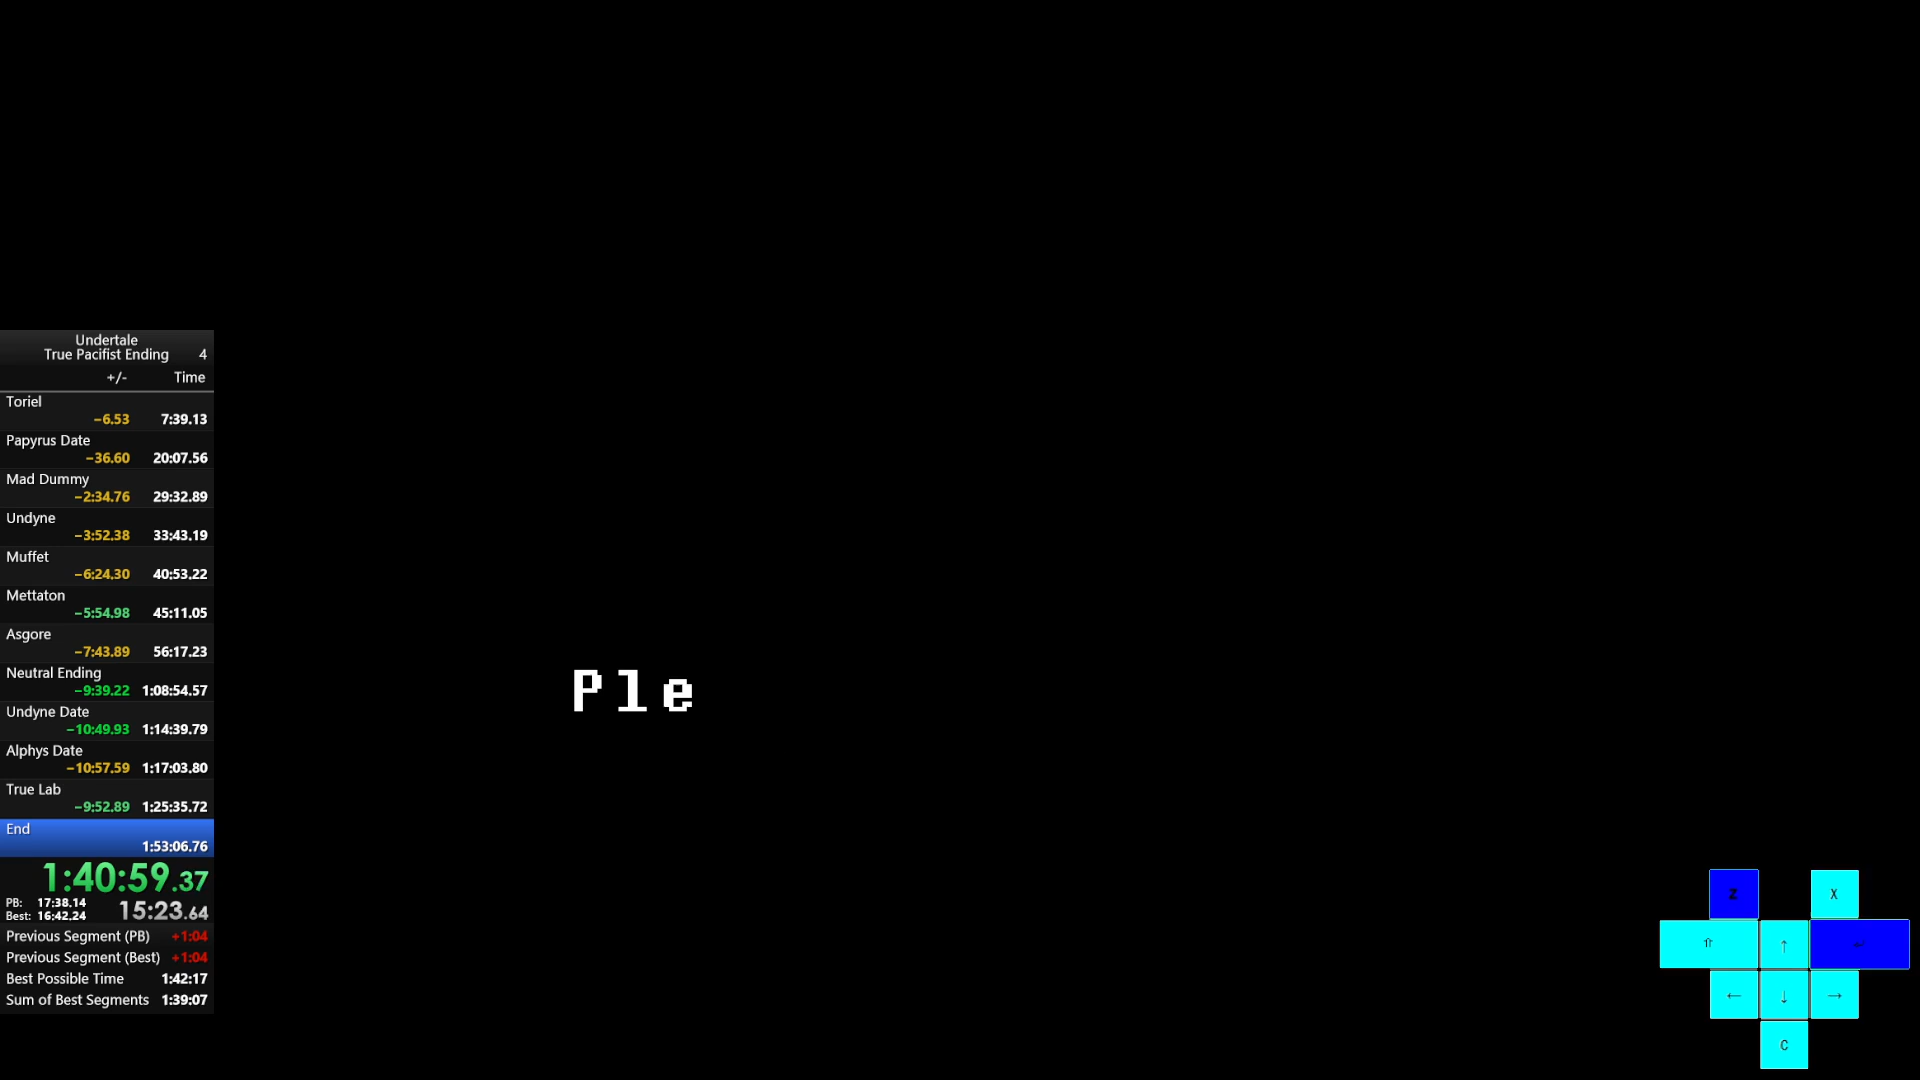 Undertale
True Pacifist Ending 4
+/- Time
Toriel
−6.53 7:39.13
Papyrus Date
−36.60 20:07.56
Mad Dummy
−2:34.76 29:32.89
Undyne
−3:52.38 33:43.19
Muffet
−6:24.30 40:53.22
Mettaton
−5:54.98 45:11.05
Asgore
−7:43.89 56:17.23
Neutral Ending
−9:39.22 1:08:54.57
Undyne Date
−10:49.93 1:14:39.79
Alphys Date
−10:57.59 1:17:03.80
True Lab
−9:52.89 1:25:35.72
End
1:53:06.76
1:40:59.37
PB: 17:38.14
Best: 16:42.24
15:23.64
Previous Segment (PB) +1:04
Previous Segment (Best) +1:04
Best Possible Time 1:42:17
Sum of Best Segments 1:39:07
Ple
Z X
⇧ ↑ ↵
← ↓ →
C